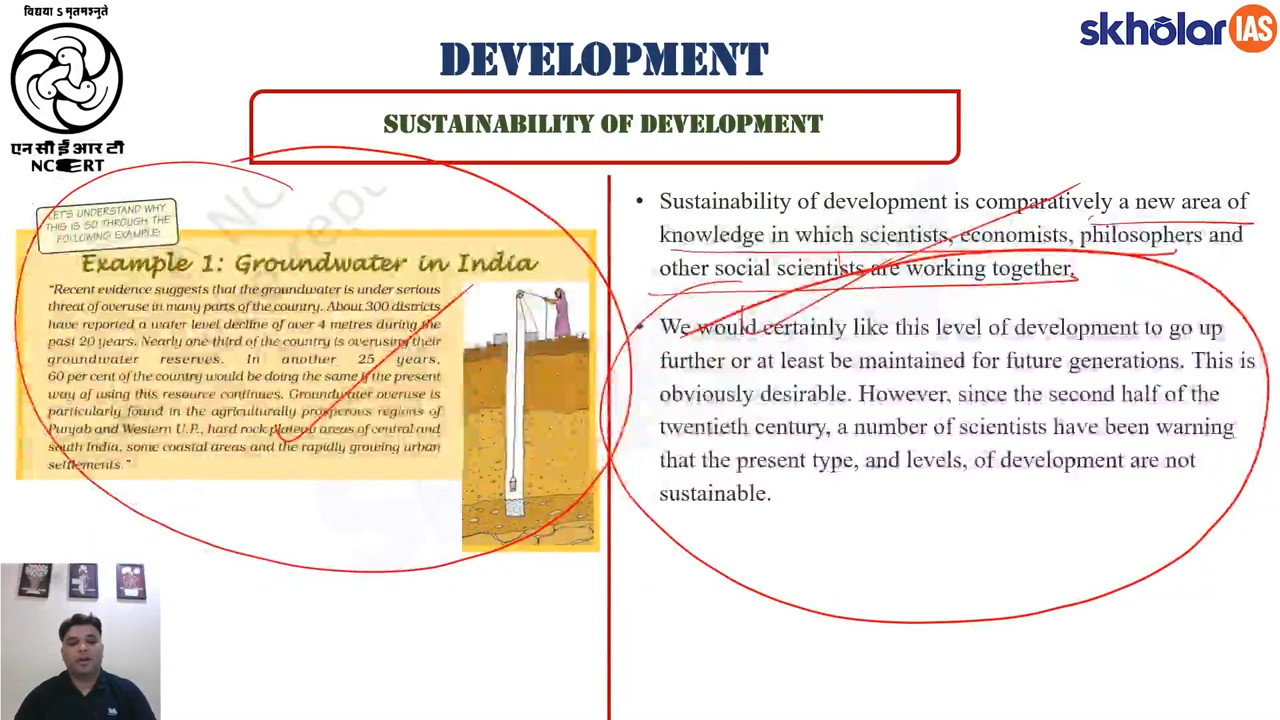 विद्यया ऽ मृतमश्नुते
एन सी ई आर टी
NCERT
skholar IAS
DEVELOPMENT
SUSTAINABILITY OF DEVELOPMENT
LET'S UNDERSTAND WHY
THIS IS SO THROUGH THE
FOLLOWING EXAMPLE:
Example 1: Groundwater in India
"Recent evidence suggests that the groundwater is under serious
threat of overuse in many parts of the country. About 300 districts
have reported a water level decline of over 4 metres during the
past 20 years. Nearly one-third of the country is overusing their
groundwater reserves. In another 25 years,
60 per cent of the country would be doing the same if the present
way of using this resource continues. Groundwater overuse is
particularly found in the agriculturally prosperous regions of
Punjab and Western U.P., hard rock plateau areas of central and
south India, some coastal areas and the rapidly growing urban
settlements."
• Sustainability of development is comparatively a new area of
knowledge in which scientists, economists, philosophers and
other social scientists are working together.
• We would certainly like this level of development to go up
further or at least be maintained for future generations. This is
obviously desirable. However, since the second half of the
twentieth century, a number of scientists have been warning
that the present type, and levels, of development are not
sustainable.